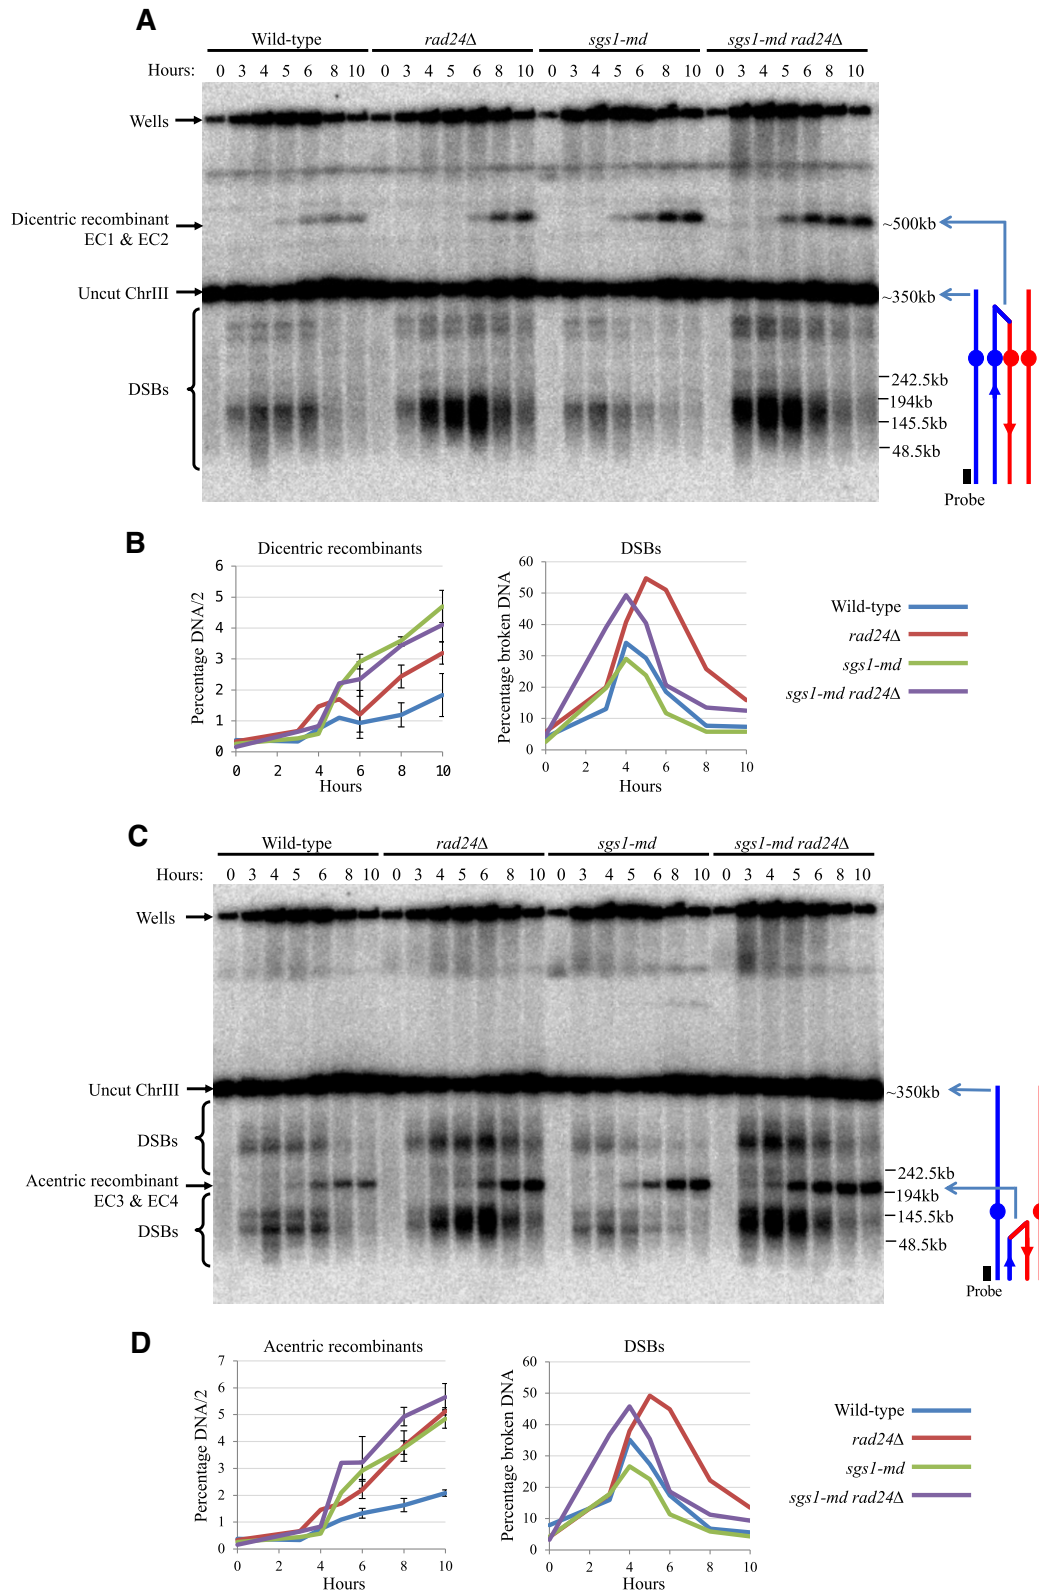 A
Wild-type rad24Δ sgs1-md sgs1-md rad24Δ
Hours: 0 3 4 5 6 8 10 0 3 4 5 6 8 10 0 3 4 5 6 8 10 0 3 4 5 6 8 10
Wells
Dicentric recombinant
EC1 & EC2
~500kb
Uncut ChrIII
~350kb
DSBs
242.5kb
194kb
145.5kb
48.5kb
Probe
B
Dicentric recombinants
Percentage DNA/2
6
5
4
3
2
1
0
0 2 4 6 8 10
Hours
DSBs
Percentage broken DNA
60
50
40
30
20
10
0
0 2 4 6 8 10
Hours
Wild-type
rad24Δ
sgs1-md
sgs1-md rad24Δ
C
Wild-type rad24Δ sgs1-md sgs1-md rad24Δ
Hours: 0 3 4 5 6 8 10 0 3 4 5 6 8 10 0 3 4 5 6 8 10 0 3 4 5 6 8 10
Wells
Uncut ChrIII
~350kb
DSBs
Acentric recombinant
EC3 & EC4
DSBs
242.5kb
194kb
145.5kb
48.5kb
Probe
D
Acentric recombinants
Percentage DNA/2
7
6
5
4
3
2
1
0
0 2 4 6 8 10
Hours
DSBs
Percentage broken DNA
60
50
40
30
20
10
0
0 2 4 6 8 10
Hours
Wild-type
rad24Δ
sgs1-md
sgs1-md rad24Δ